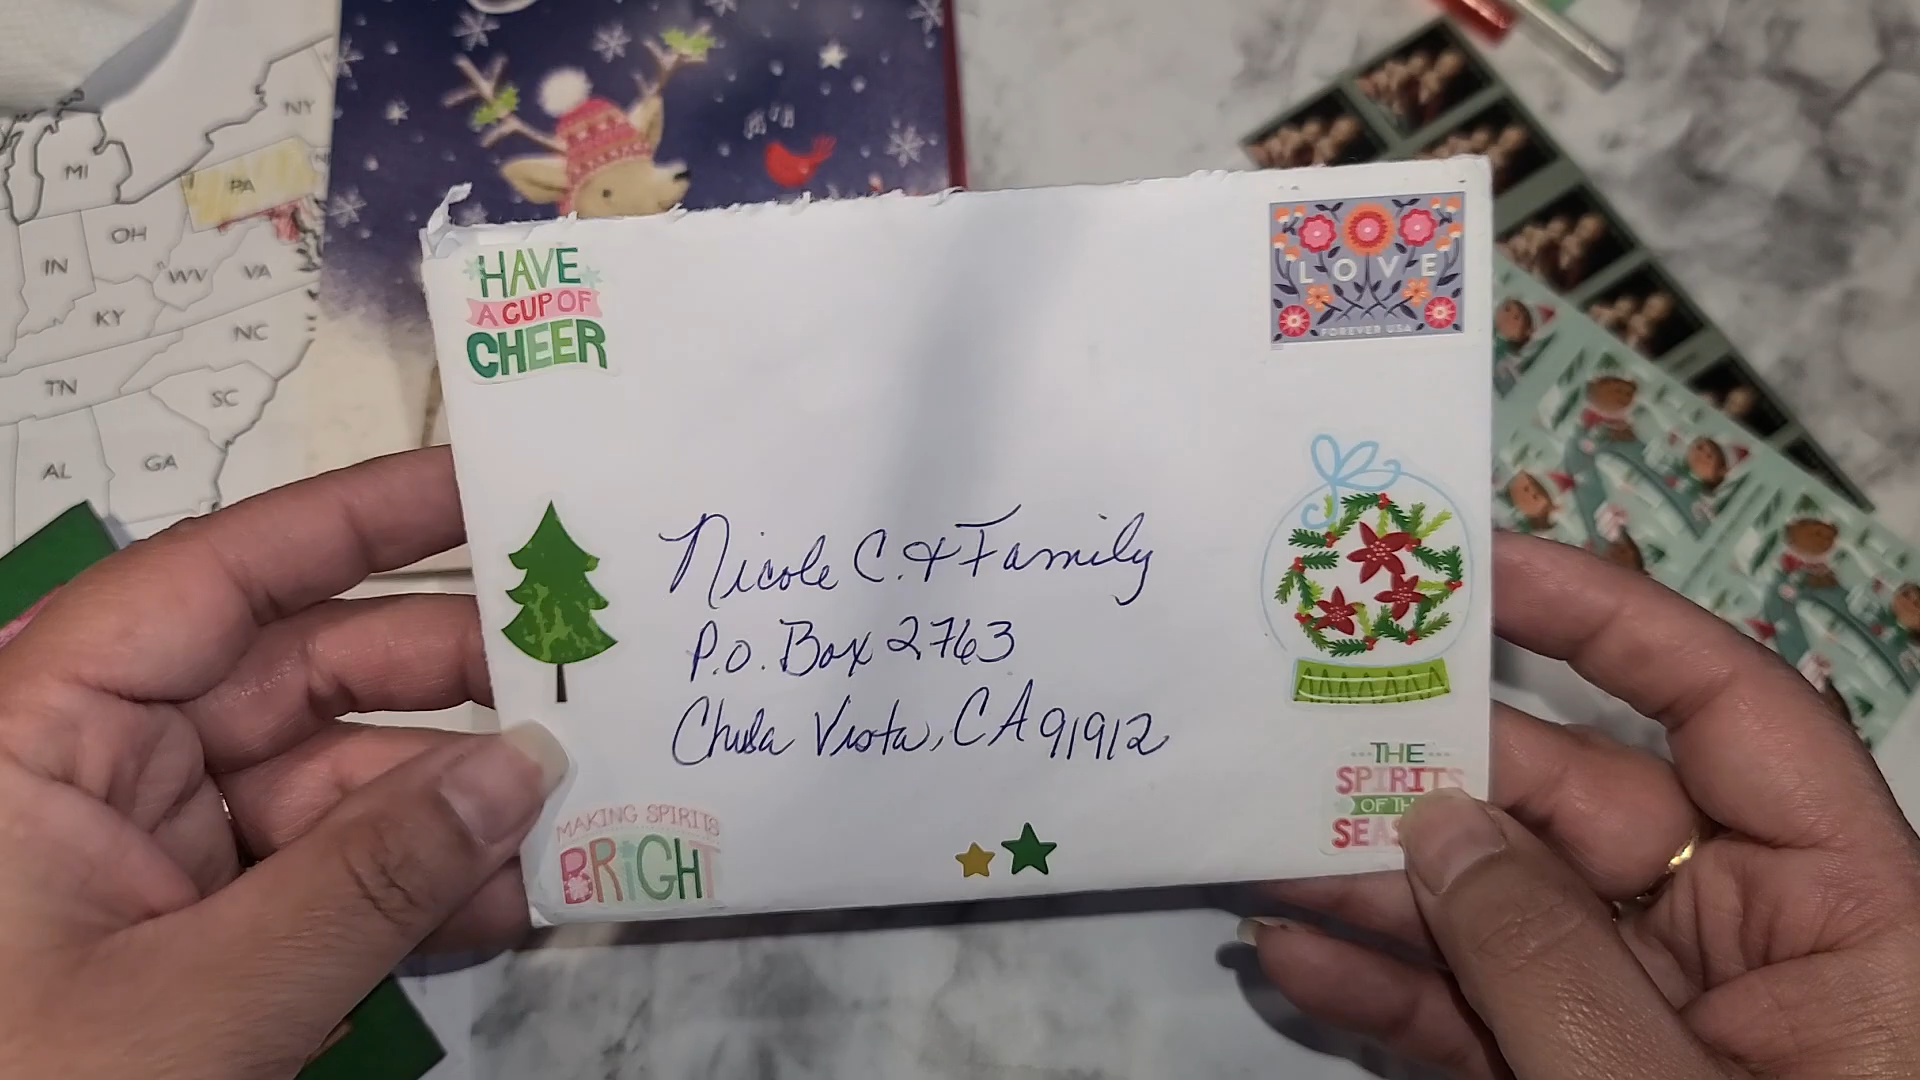 NY
MI
PA
OH
IN
WV
VA
KY
NC
TN
SC
AL
GA
HAVE
A CUP OF
CHEER
LOVE
FOREVER USA
Nicole C. & Family
P.O. Box 2763
Chula Vista, CA 91912
MAKING SPIRITS
BRIGHT
THE
SPIRITS
OF